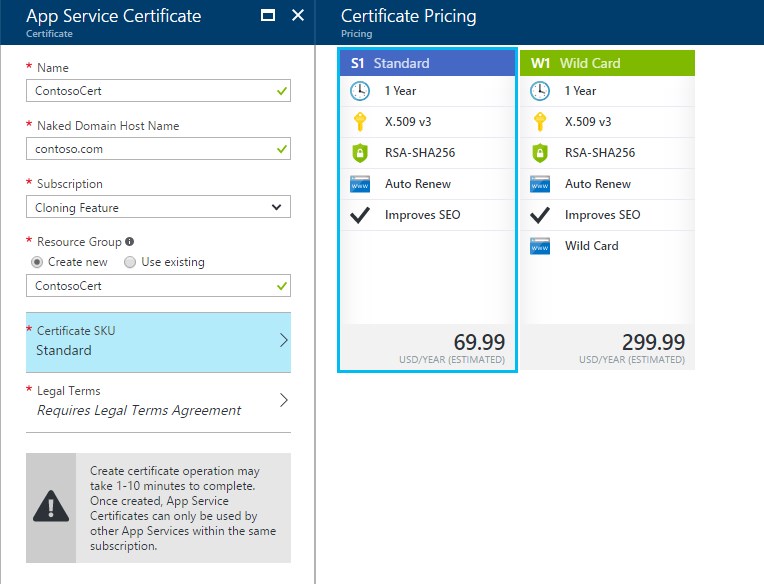 App Service Certificate
Certificate
* Name
ContosoCert
* Naked Domain Host Name
contoso.com
* Subscription
Cloning Feature
* Resource Group
Create new Use existing
ContosoCert
* Certificate SKU
Standard
* Legal Terms
Requires Legal Terms Agreement
Create certificate operation may
take 1-10 minutes to complete.
Once created, App Service
Certificates can only be used by
other App Services within the same
subscription.
Certificate Pricing
Pricing
S1 Standard
1 Year
X.509 v3
RSA-SHA256
www Auto Renew
Improves SEO
69.99
USD/YEAR (ESTIMATED)
W1 Wild Card
1 Year
X.509 v3
RSA-SHA256
www Auto Renew
Improves SEO
www Wild Card
299.99
USD/YEAR (ESTIMATED)